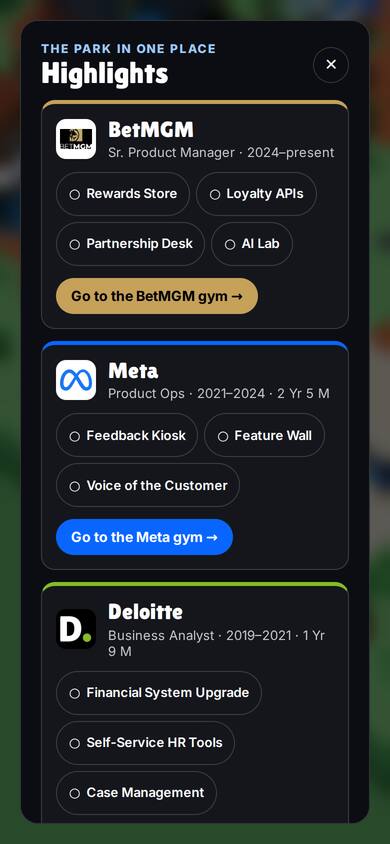 THE PARK IN ONE PLACE
Highlights
✕
BETMGM
BetMGM
Sr. Product Manager · 2024–present
○ Rewards Store
○ Loyalty APIs
○ Partnership Desk
○ AI Lab
Go to the BetMGM gym →
Meta
Product Ops · 2021–2024 · 2 Yr 5 M
○ Feedback Kiosk
○ Feature Wall
○ Voice of the Customer
Go to the Meta gym →
D.
Deloitte
Business Analyst · 2019–2021 · 1 Yr
9 M
○ Financial System Upgrade
○ Self-Service HR Tools
○ Case Management